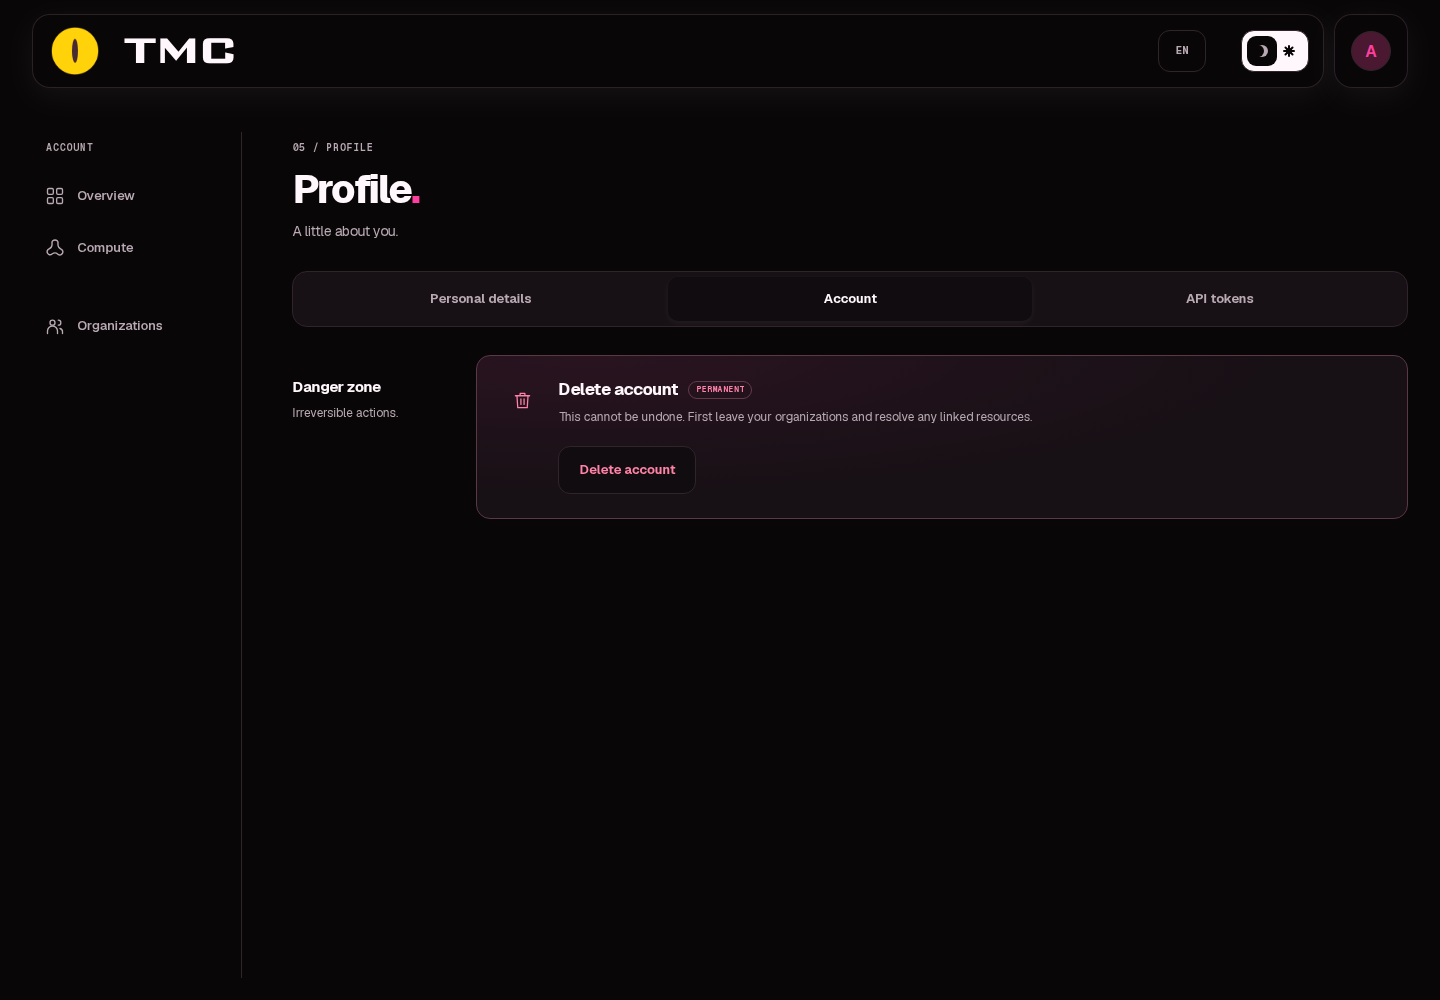 TMC
EN
A
ACCOUNT
Overview
Compute
Organizations
05 / PROFILE
Profile.
A little about you.
Personal details
Account
API tokens
Danger zone
Irreversible actions.
Delete account
PERMANENT
This cannot be undone. First leave your organizations and resolve any linked resources.
Delete account